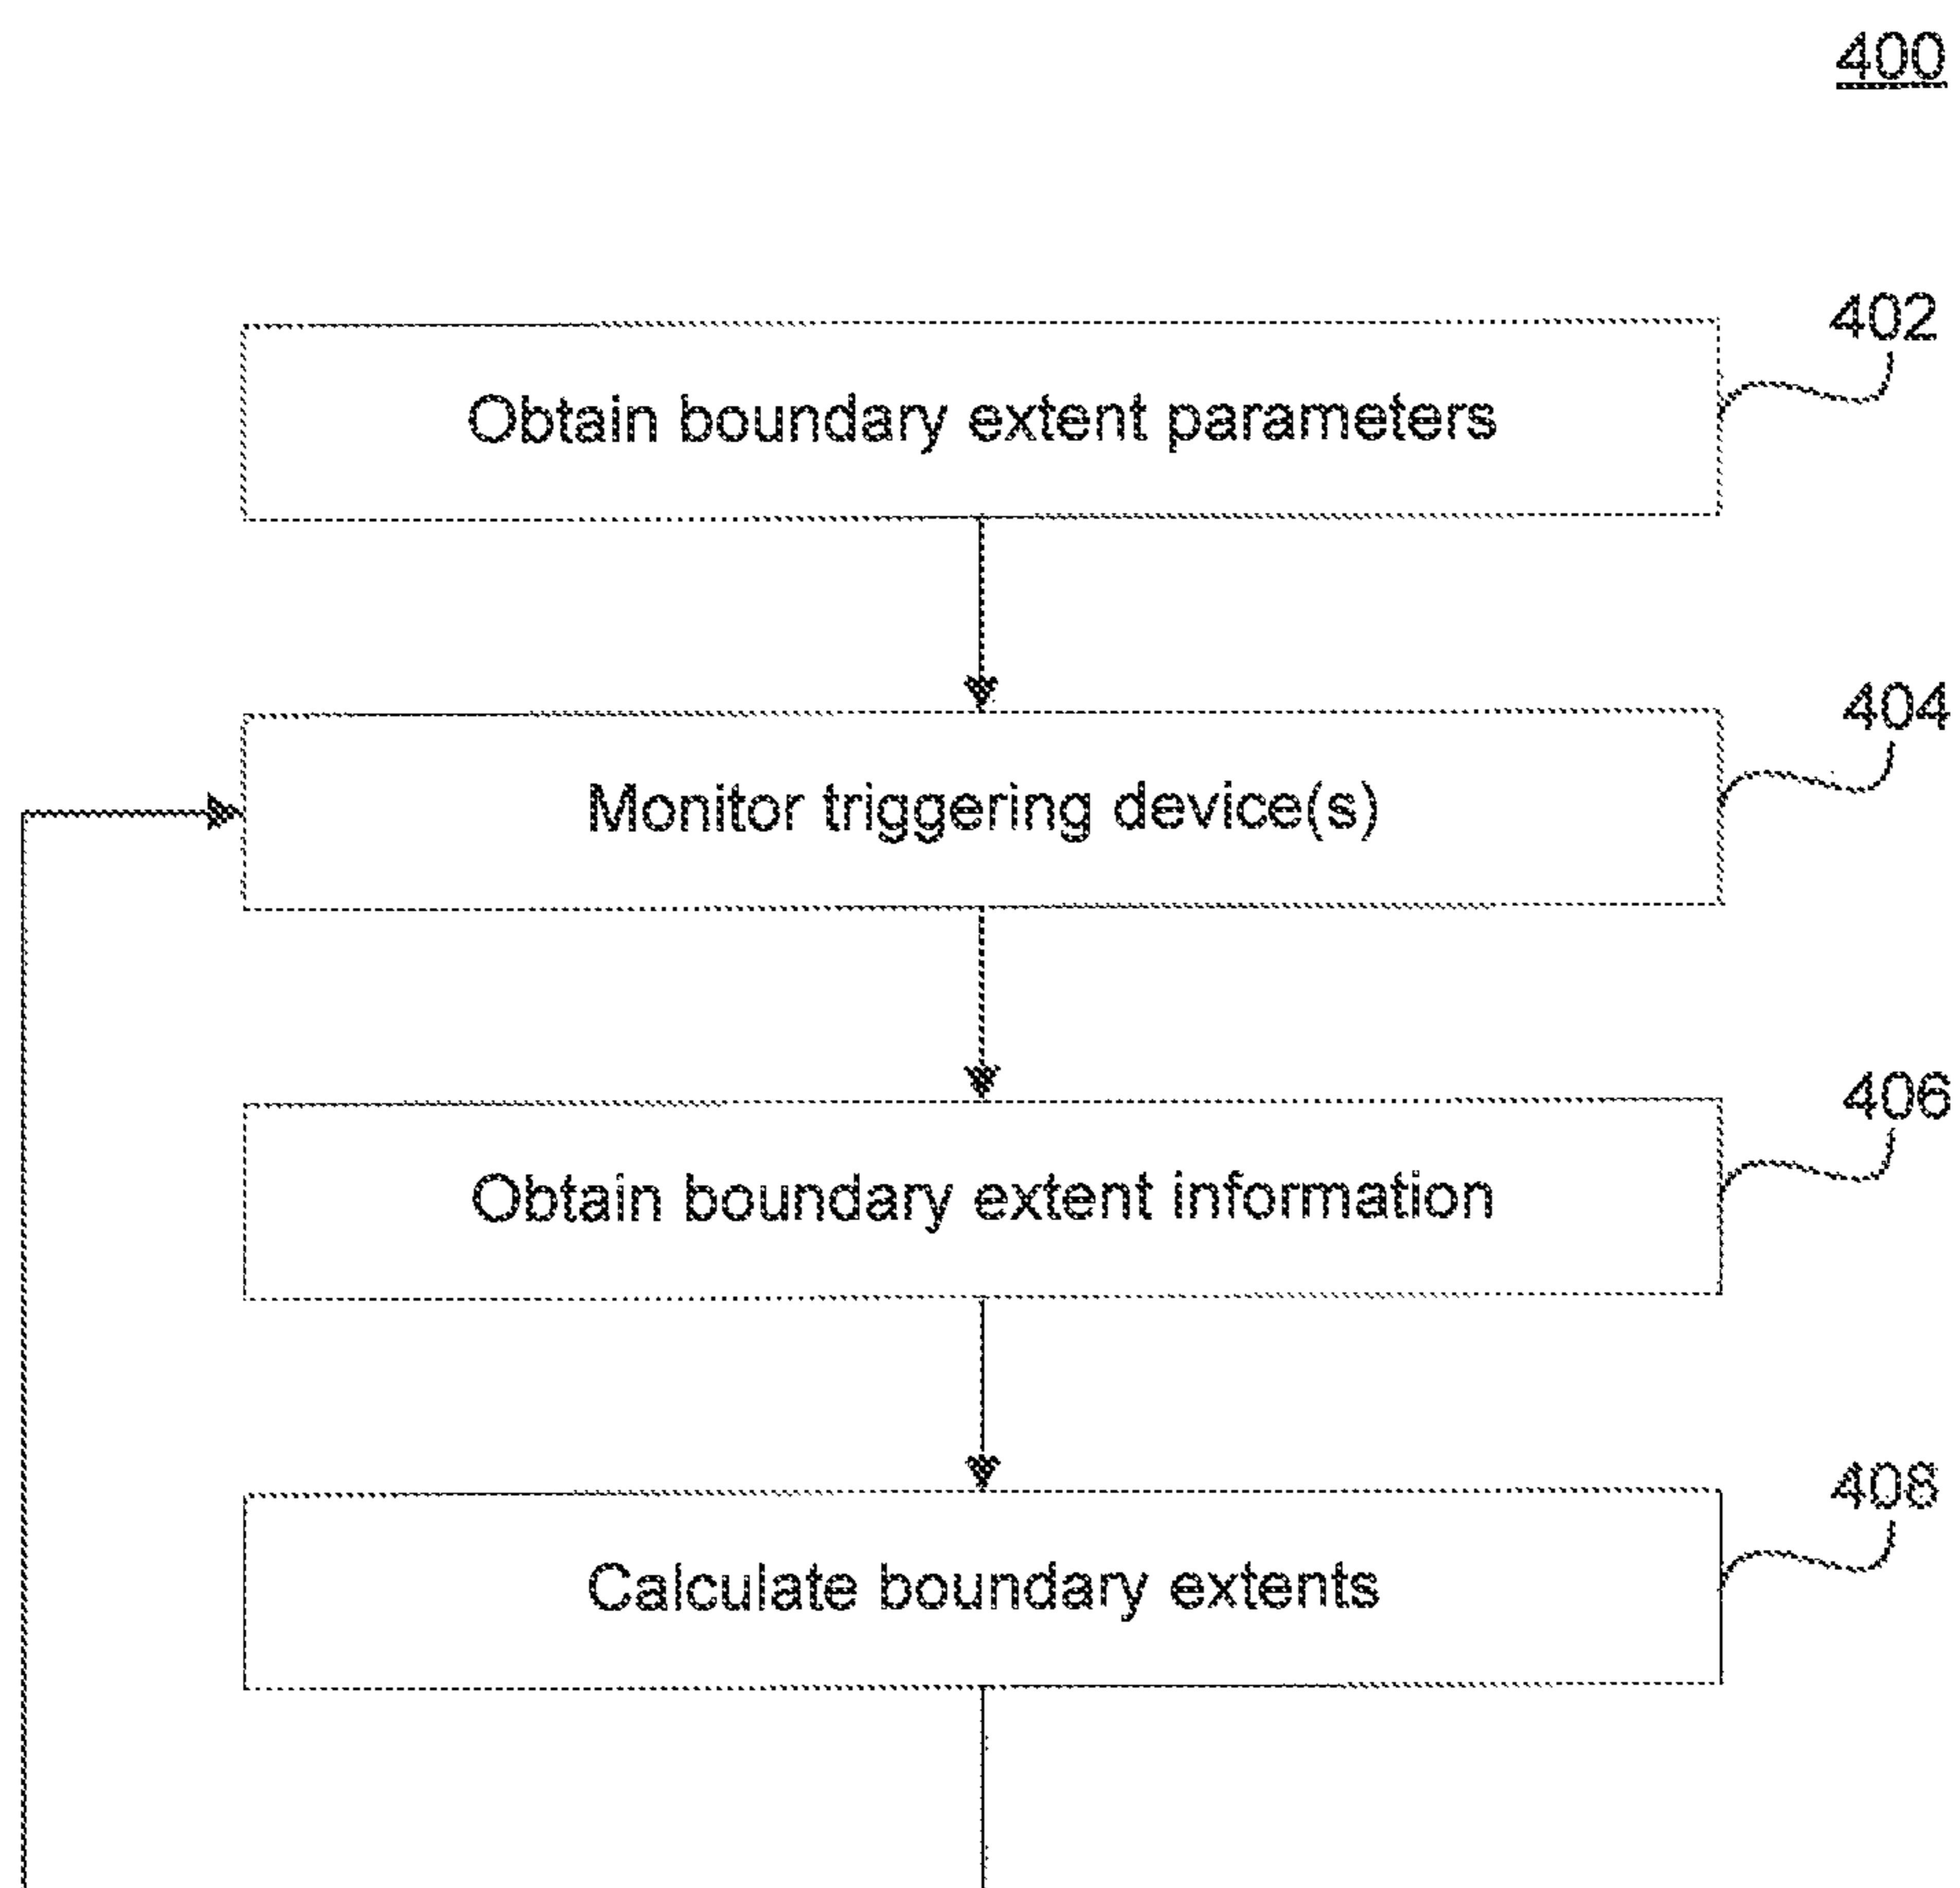 400
402
Obtain boundary extent parameters
404
Monitor triggering device(s)
406
Obtain boundary extent information
408
Calculate boundary extents